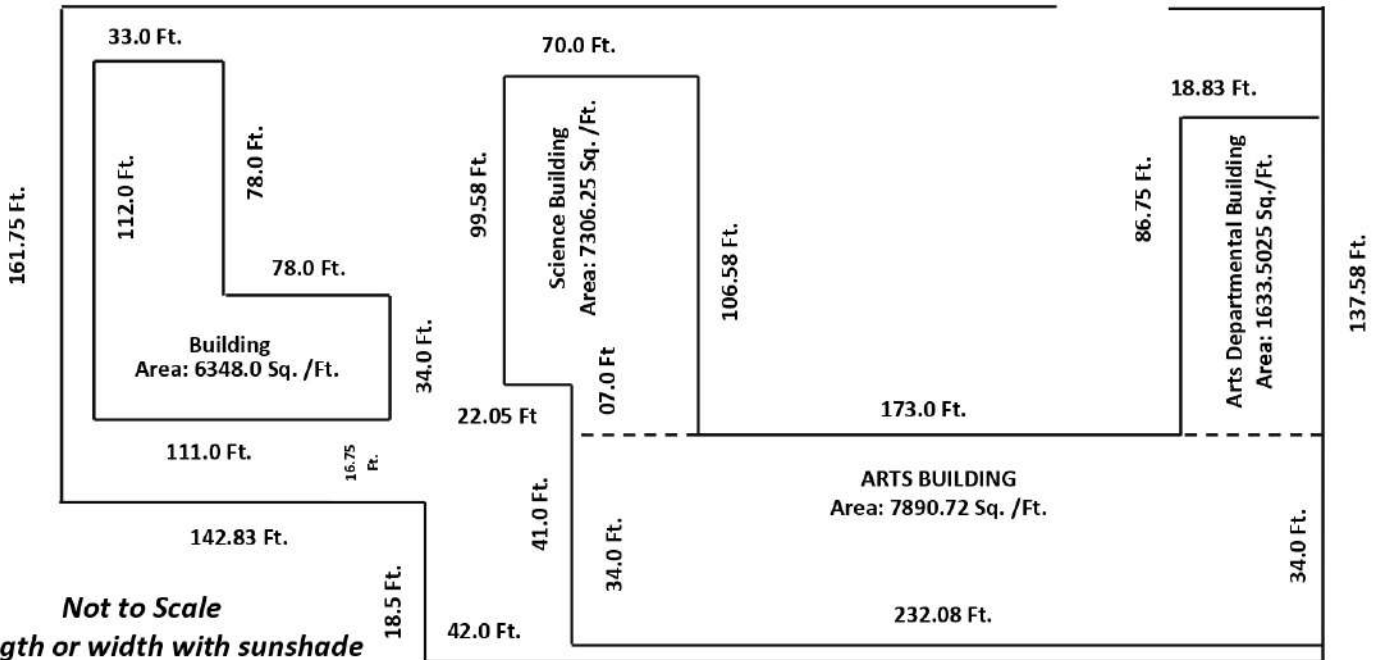 33.0 Ft.
70.0 Ft.
18.83 Ft.
161.75 Ft.
112.0 Ft.
78.0 Ft.
99.58 Ft.
Science Building
Area: 7306.25 Sq. /Ft.
106.58 Ft.
86.75 Ft.
Arts Departmental Building
Area: 1633.5025 Sq./Ft.
137.58 Ft.
78.0 Ft.
Building
Area: 6348.0 Sq. /Ft.
34.0 Ft.
07.0 Ft
22.05 Ft
173.0 Ft.
111.0 Ft.
16.75
Ft.
ARTS BUILDING
Area: 7890.72 Sq. /Ft.
41.0 Ft.
34.0 Ft.
34.0 Ft.
142.83 Ft.
18.5 Ft.
42.0 Ft.
232.08 Ft.
Not to Scale
gth or width with sunshade